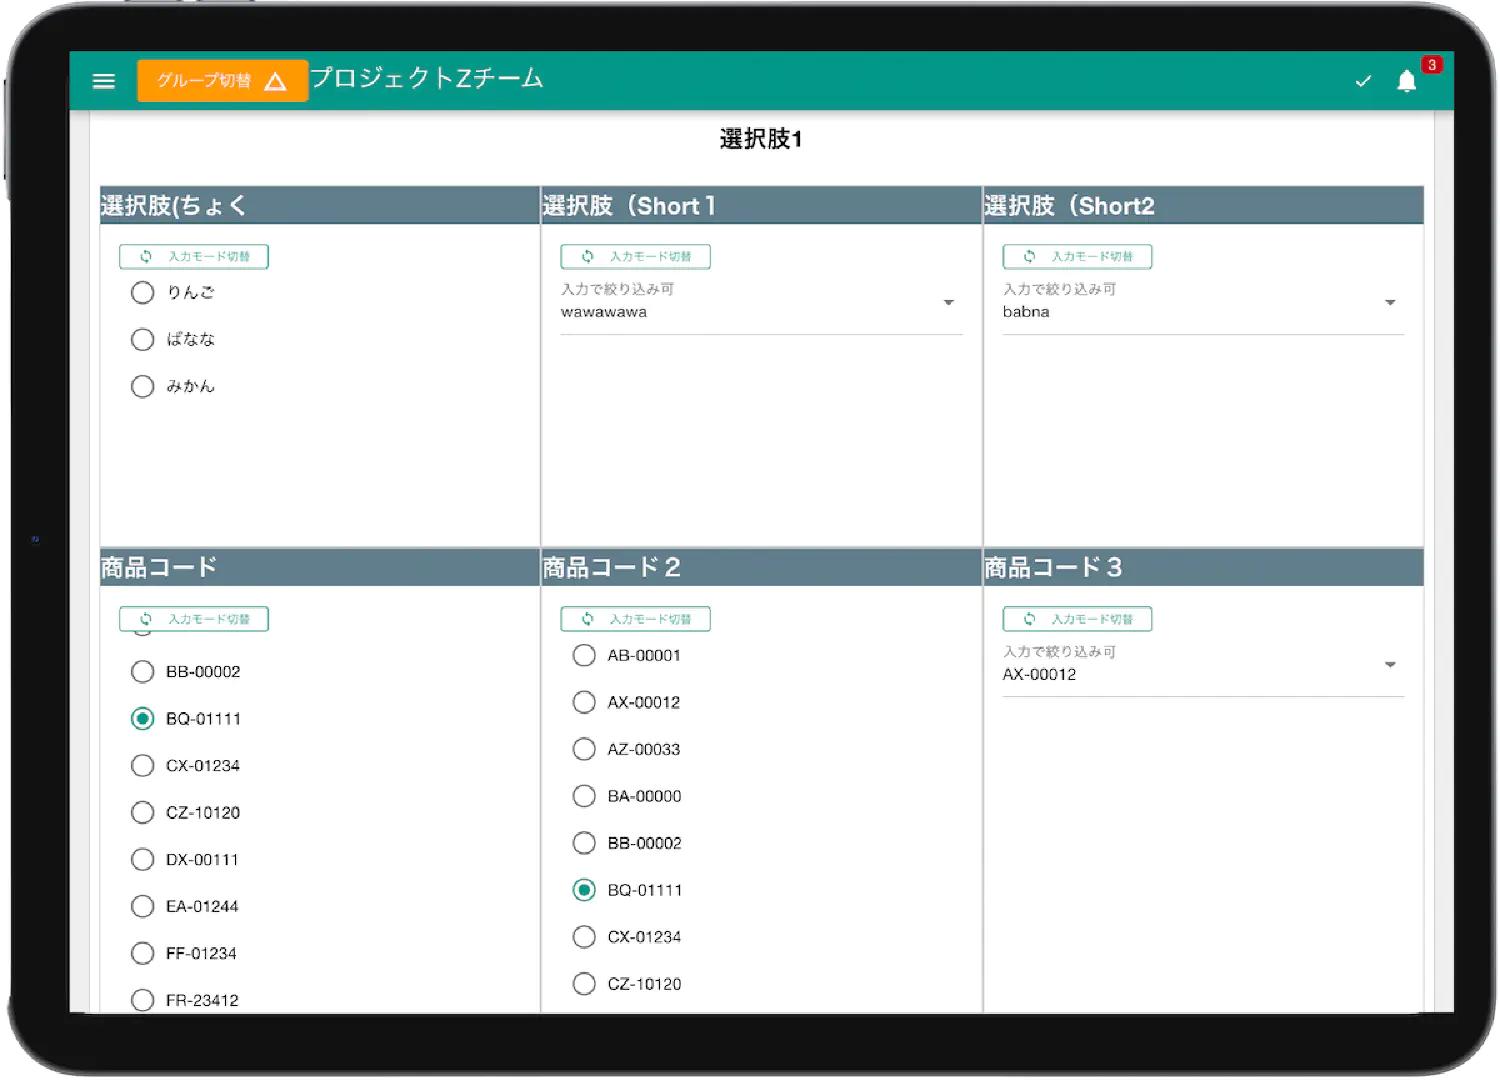 グループ切替 プロジェクトZチーム 3
選択肢1
選択肢(ちょく
入力モード切替
りんご
ばなな
みかん
選択肢（Short１
入力モード切替
入力で絞り込み可
wawawawa
選択肢（Short2
入力モード切替
入力で絞り込み可
babna
商品コード
入力モード切替
BB-00002
BQ-01111
CX-01234
CZ-10120
DX-00111
EA-01244
FF-01234
FR-23412
商品コード２
入力モード切替
AB-00001
AX-00012
AZ-00033
BA-00000
BB-00002
BQ-01111
CX-01234
CZ-10120
商品コード３
入力モード切替
入力で絞り込み可
AX-00012